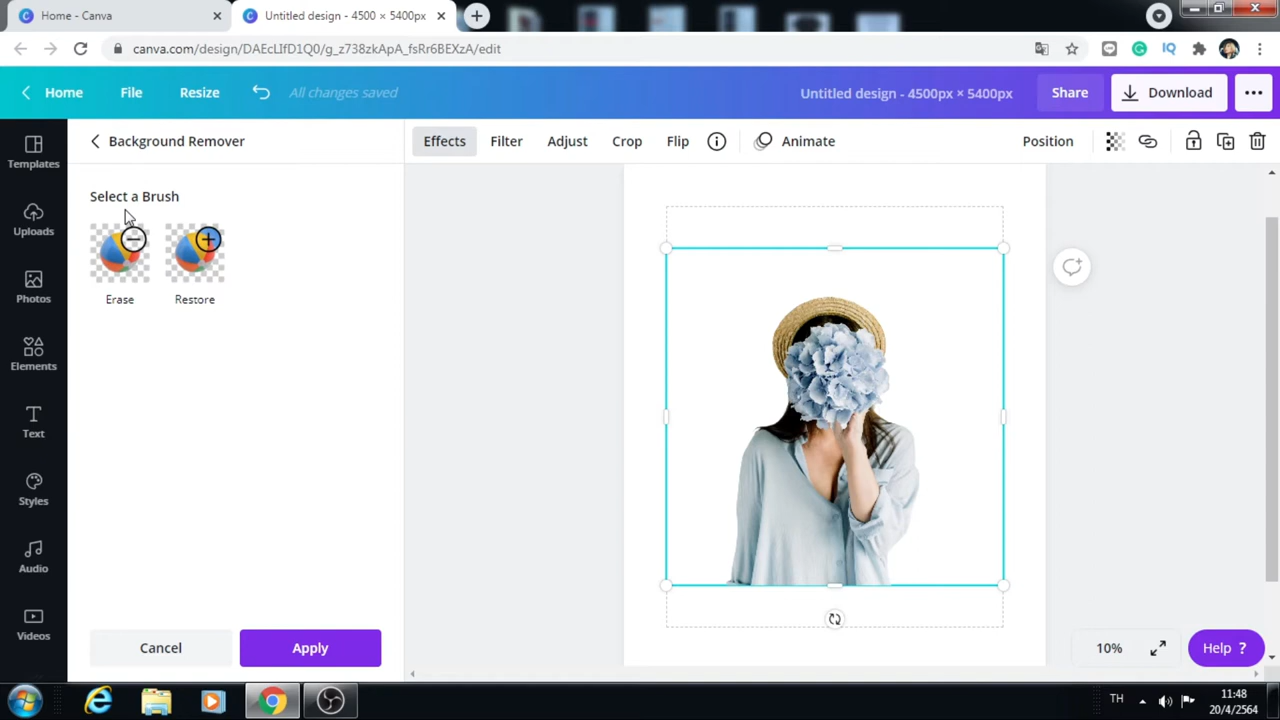 Home - Canva
Untitled design - 4500 × 5400px
canva.com/design/DAEcLIfD1Q0/g_z738zkApA_fsRr6BEXzA/edit
Home
File
Resize
All changes saved
Untitled design - 4500px × 5400px
Share
Download
Background Remover
Effects
Filter
Adjust
Crop
Flip
Animate
Position
Templates
Uploads
Photos
Elements
Text
Styles
Audio
Videos
Select a Brush
Erase
Restore
Cancel
Apply
10%
Help ?
TH
11:48
20/4/2564